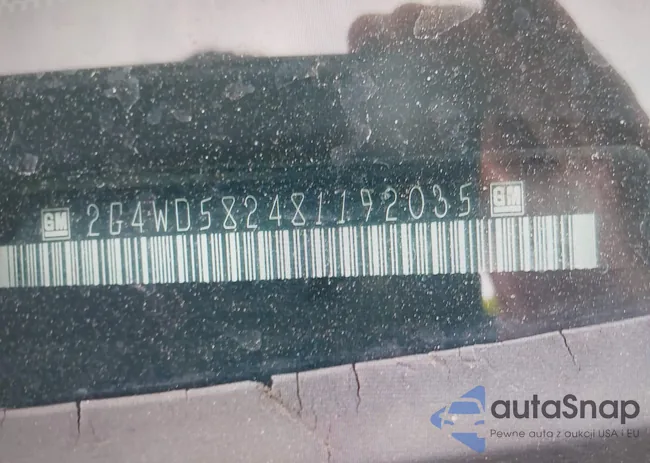 GM 2G4WD582481192035 GM
autaSnap
Pewne auta z aukcji USA i EU